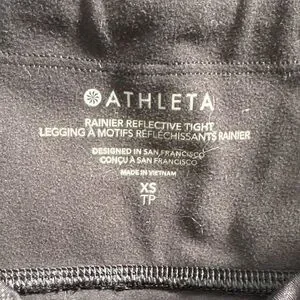 ATHLETA
RAINIER REFLECTIVE TIGHT
LEGGING À MOTIFS RÉFLÉCHISSANTS RAINIER
DESIGNED IN SAN FRANCISCO
CONÇU À SAN FRANCISCO
MADE IN VIETNAM
XS
TP